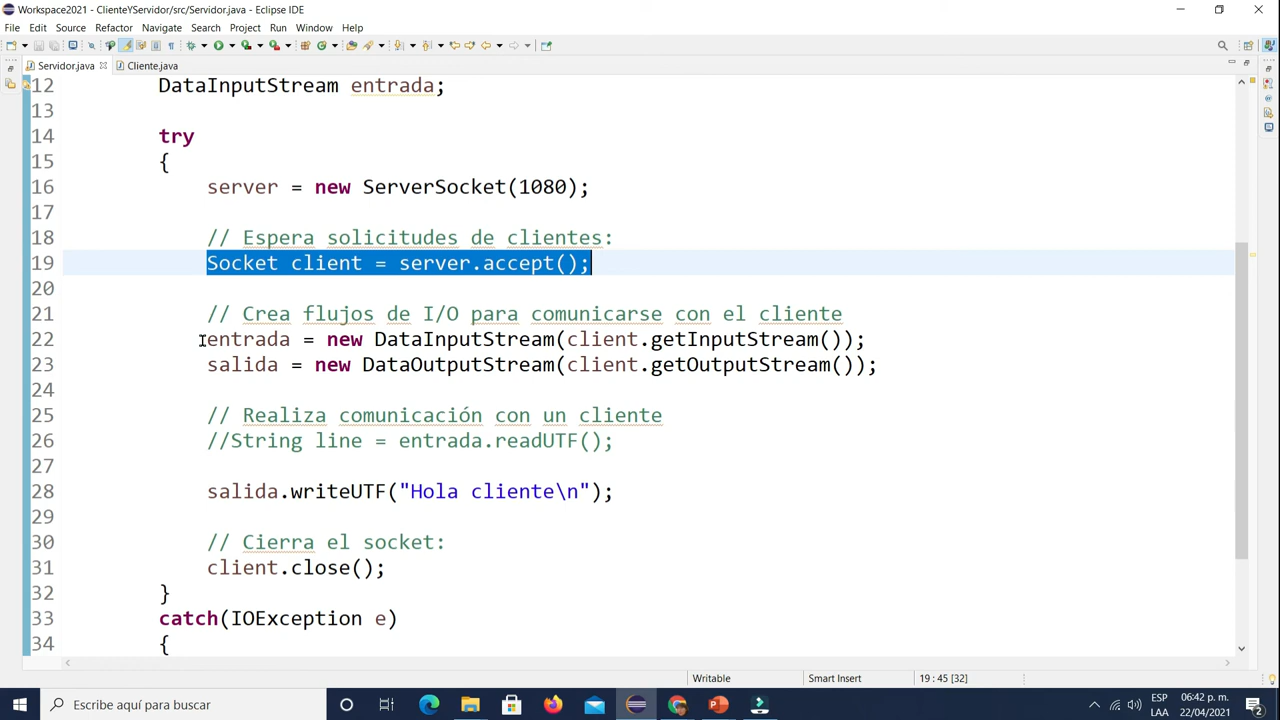 Workspace2021 - ClienteYServidor/src/Servidor.java - Eclipse IDE
File Edit Source Refactor Navigate Search Project Run Window Help
Servidor.java Cliente.java
12 DataInputStream entrada;
13
14 try
15 {
16 server = new ServerSocket(1080);
17
18 // Espera solicitudes de clientes:
19 Socket client = server.accept();
20
21 // Crea flujos de I/O para comunicarse con el cliente
22 entrada = new DataInputStream(client.getInputStream());
23 salida = new DataOutputStream(client.getOutputStream());
24
25 // Realiza comunicación con un cliente
26 //String line = entrada.readUTF();
27
28 salida.writeUTF("Hola cliente\n");
29
30 // Cierra el socket:
31 client.close();
32 }
33 catch(IOException e)
34 {
Writable Smart Insert 19 : 45 [32]
Escribe aquí para buscar
ESP 06:42 p. m.
LAA 22/04/2021
2